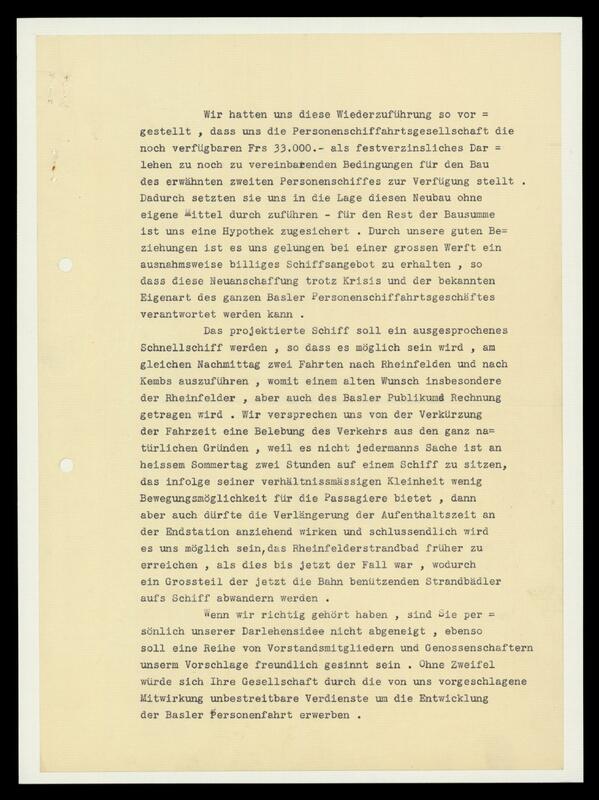 Wir hatten uns diese Wiederzuführung so vor =
gestellt , dass uns die Personenschiffahrtsgesellschaft die
noch verfügbaren Frs 33.000.- als festverzinsliches Dar =
lehen zu noch zu vereinbarenden Bedingungen für den Bau
des erwähnten zweiten Personenschiffes zur Verfügung stellt .
Dadurch setzten sie uns in die Lage diesen Neubau ohne
eigene Mittel durch zuführen - für den Rest der Bausumme
ist uns eine Hypothek zugesichert . Durch unsere guten Be=
ziehungen ist es uns gelungen bei einer grossen Werft ein
ausnahmsweise billiges Schiffsangebot zu erhalten , so
dass diese Neuanschaffung trotz Krisis und der bekannten
Eigenart des ganzen Basler Personenschiffahrtsgeschäftes
verantwortet werden kann .
Das projektierte Schiff soll ein ausgesprochenes
Schnellschiff werden , so dass es möglich sein wird , am
gleichen Nachmittag zwei Fahrten nach Rheinfelden und nach
Kembs auszuführen , womit einem alten Wunsch insbesondere
der Rheinfelder , aber auch des Basler Publikums Rechnung
getragen wird . Wir versprechen uns von der Verkürzung
der Fahrzeit eine Belebung des Verkehrs aus den ganz na=
türlichen Gründen , weil es nicht jedermanns Sache ist an
heissem Sommertag zwei Stunden auf einem Schiff zu sitzen,
das infolge seiner verhältnissmässigen Kleinheit wenig
Bewegungsmöglichkeit für die Passagiere bietet , dann
aber auch dürfte die Verlängerung der Aufenthaltszeit an
der Endstation anziehend wirken und schlussendlich wird
es uns möglich sein,das Rheinfelderstrandbad früher zu
erreichen , als dies bis jetzt der Fall war , wodurch
ein Grossteil der jetzt die Bahn benützenden Strandbädler
aufs Schiff abwandern werden .
Wenn wir richtig gehört haben , sind Sie per =
sönlich unserer Darlehensidee nicht abgeneigt , ebenso
soll eine Reihe von Vorstandsmitgliedern und Genossenschaftern
unserm Vorschlage freundlich gesinnt sein . Ohne Zweifel
würde sich Ihre Gesellschaft durch die von uns vorgeschlagene
Mitwirkung unbestreitbare Verdienste um die Entwicklung
der Basler Personenfahrt erwerben .